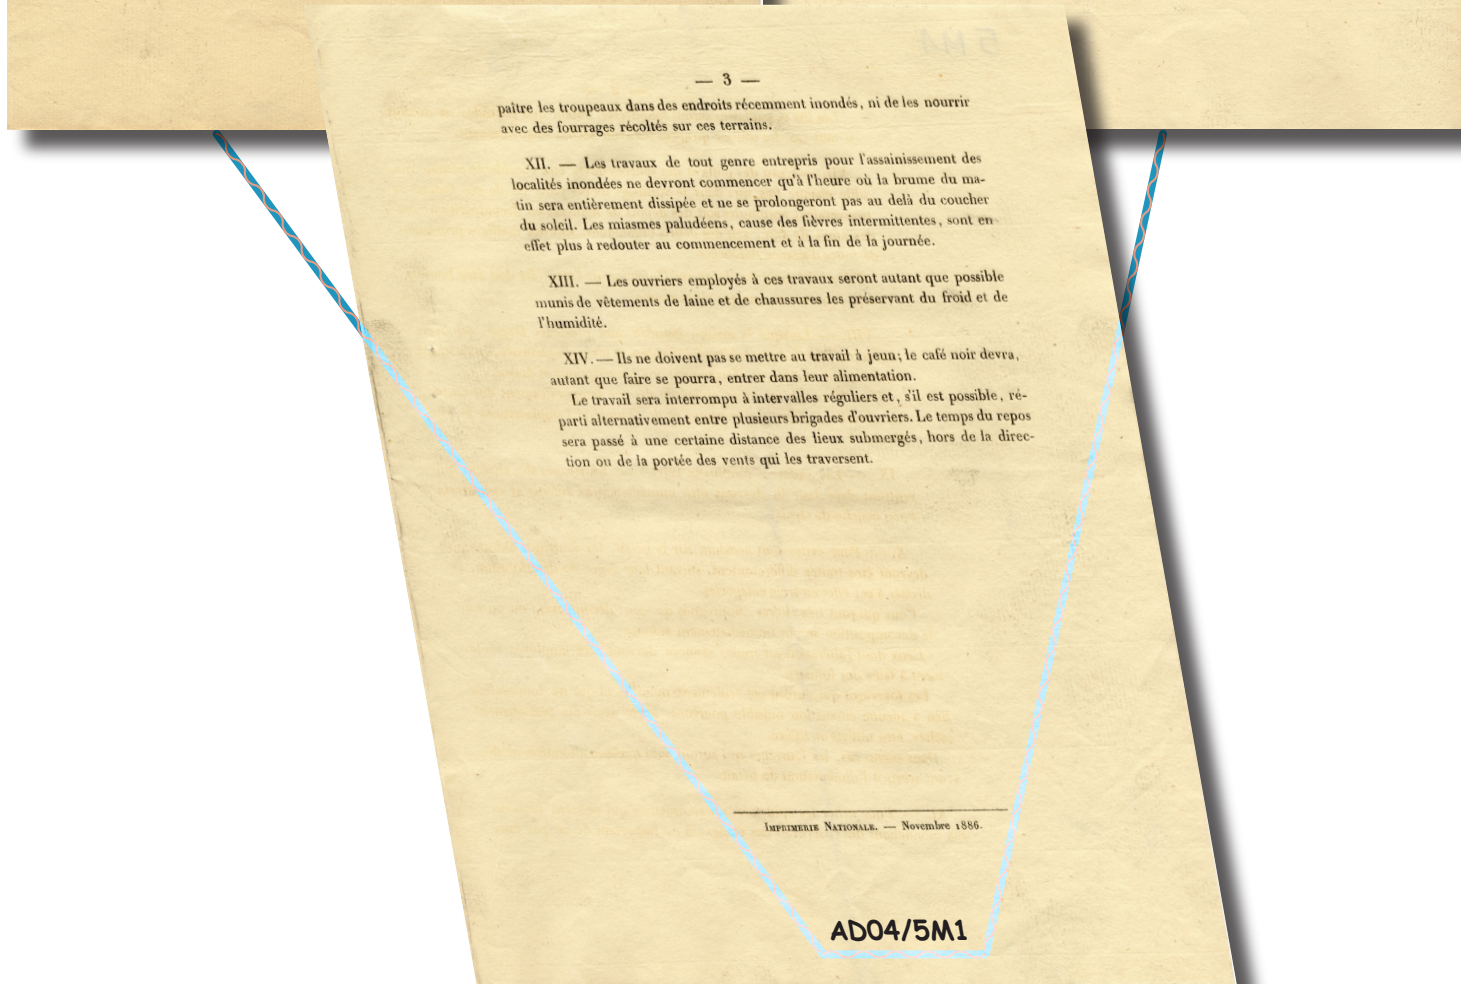 — 3 —
paître les troupeaux dans des endroits récemment inondés, ni de les nourrir
avec des fourrages récoltés sur ces terrains.
XII. — Les travaux de tout genre entrepris pour l'assainissement des
localités inondées ne devront commencer qu'à l'heure où la brume du ma-
tin sera entièrement dissipée et ne se prolongeront pas au delà du coucher
du soleil. Les miasmes paludéens, cause des fièvres intermittentes, sont en
effet plus à redouter au commencement et à la fin de la journée.
XIII. — Les ouvriers employés à ces travaux seront autant que possible
munis de vêtements de laine et de chaussures les préservant du froid et de
l'humidité.
XIV. — Ils ne doivent pas se mettre au travail à jeun; le café noir devra,
autant que faire se pourra, entrer dans leur alimentation.
Le travail sera interrompu à intervalles réguliers et, s'il est possible, ré-
parti alternativement entre plusieurs brigades d'ouvriers. Le temps du repos
sera passé à une certaine distance des lieux submergés, hors de la direc-
tion ou de la portée des vents qui les traversent.
IMPRIMERIE NATIONALE. — Novembre 1886.
AD04/5M1